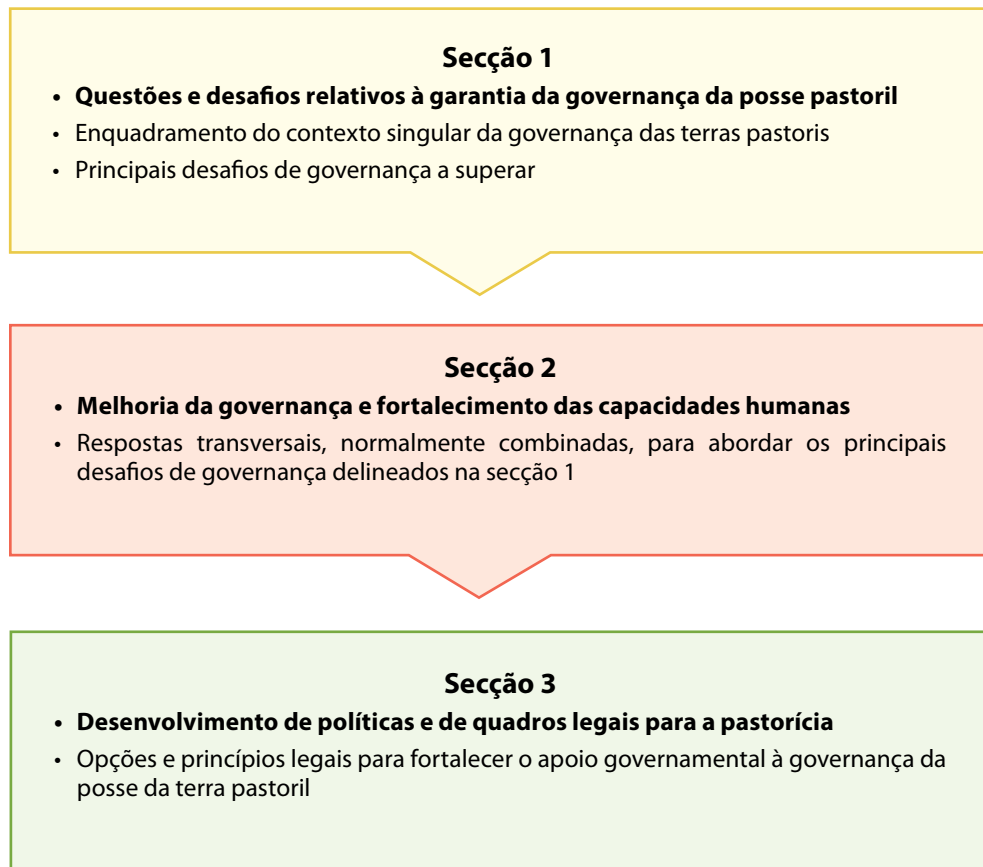 Secção 1
• Questões e desafios relativos à garantia da governança da posse pastoril
• Enquadramento do contexto singular da governança das terras pastoris
• Principais desafios de governança a superar
Secção 2
• Melhoria da governança e fortalecimento das capacidades humanas
• Respostas transversais, normalmente combinadas, para abordar os principais
desafios de governança delineados na secção 1
Secção 3
• Desenvolvimento de políticas e de quadros legais para a pastorícia
• Opções e princípios legais para fortalecer o apoio governamental à governança da
posse da terra pastoril